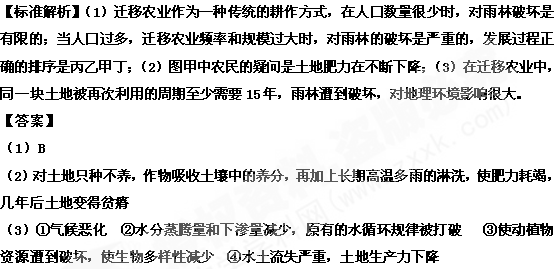 【标准解析】（1）迁移农业作为一种传统的耕作方式，在人口数量很少时，对雨林破坏是
有限的；当人口过多，迁移农业频率和规模过大时，对雨林的破坏是严重的，发展过程正
确的排序是丙乙甲丁；（2）图甲中农民的疑问是土地肥力在不断下降；（3）在迁移农业中，
同一块土地被再次利用的周期至少需要 15 年，雨林遭到破坏，对地理环境影响很大。
【答案】
（1）B
（2）对土地只种不养，作物吸收土壤中的养分，再加上长期高温多雨的淋洗，使肥力耗竭，
几年后土地变得贫瘠
（3）①气候恶化 ②水分蒸腾量和下渗量减少，原有的水循环规律被打破 ③使动植物
资源遭到破坏，使生物多样性减少 ④水土流失严重，土地生产力下降